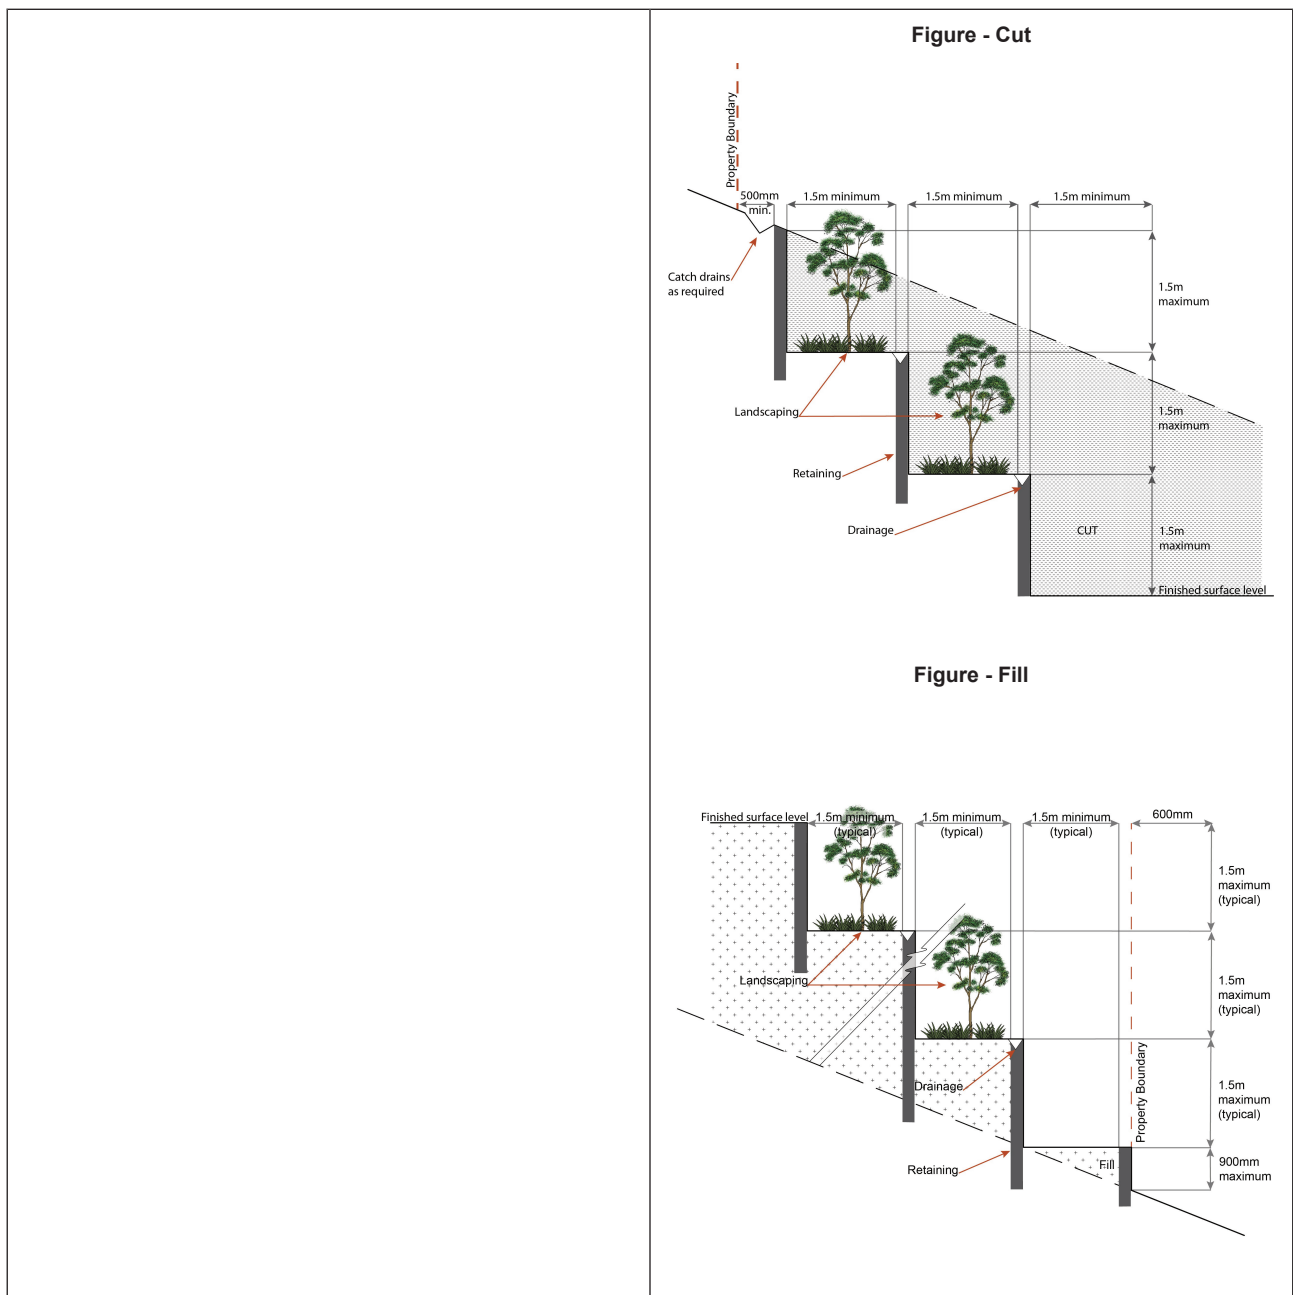 Figure - Cut
Property Boundary
500mm
min.
1.5m minimum
1.5m minimum
1.5m minimum
Catch drains
as required
1.5m
maximum
Landscaping
1.5m
maximum
Retaining
Drainage
CUT
1.5m
maximum
Finished surface level
Figure - Fill
Finished surface level
1.5m minimum
(typical)
1.5m minimum
(typical)
1.5m minimum
(typical)
600mm
1.5m
maximum
(typical)
Landscaping
1.5m
maximum
(typical)
Drainage
Property Boundary
1.5m
maximum
(typical)
Retaining
Fill
900mm
maximum